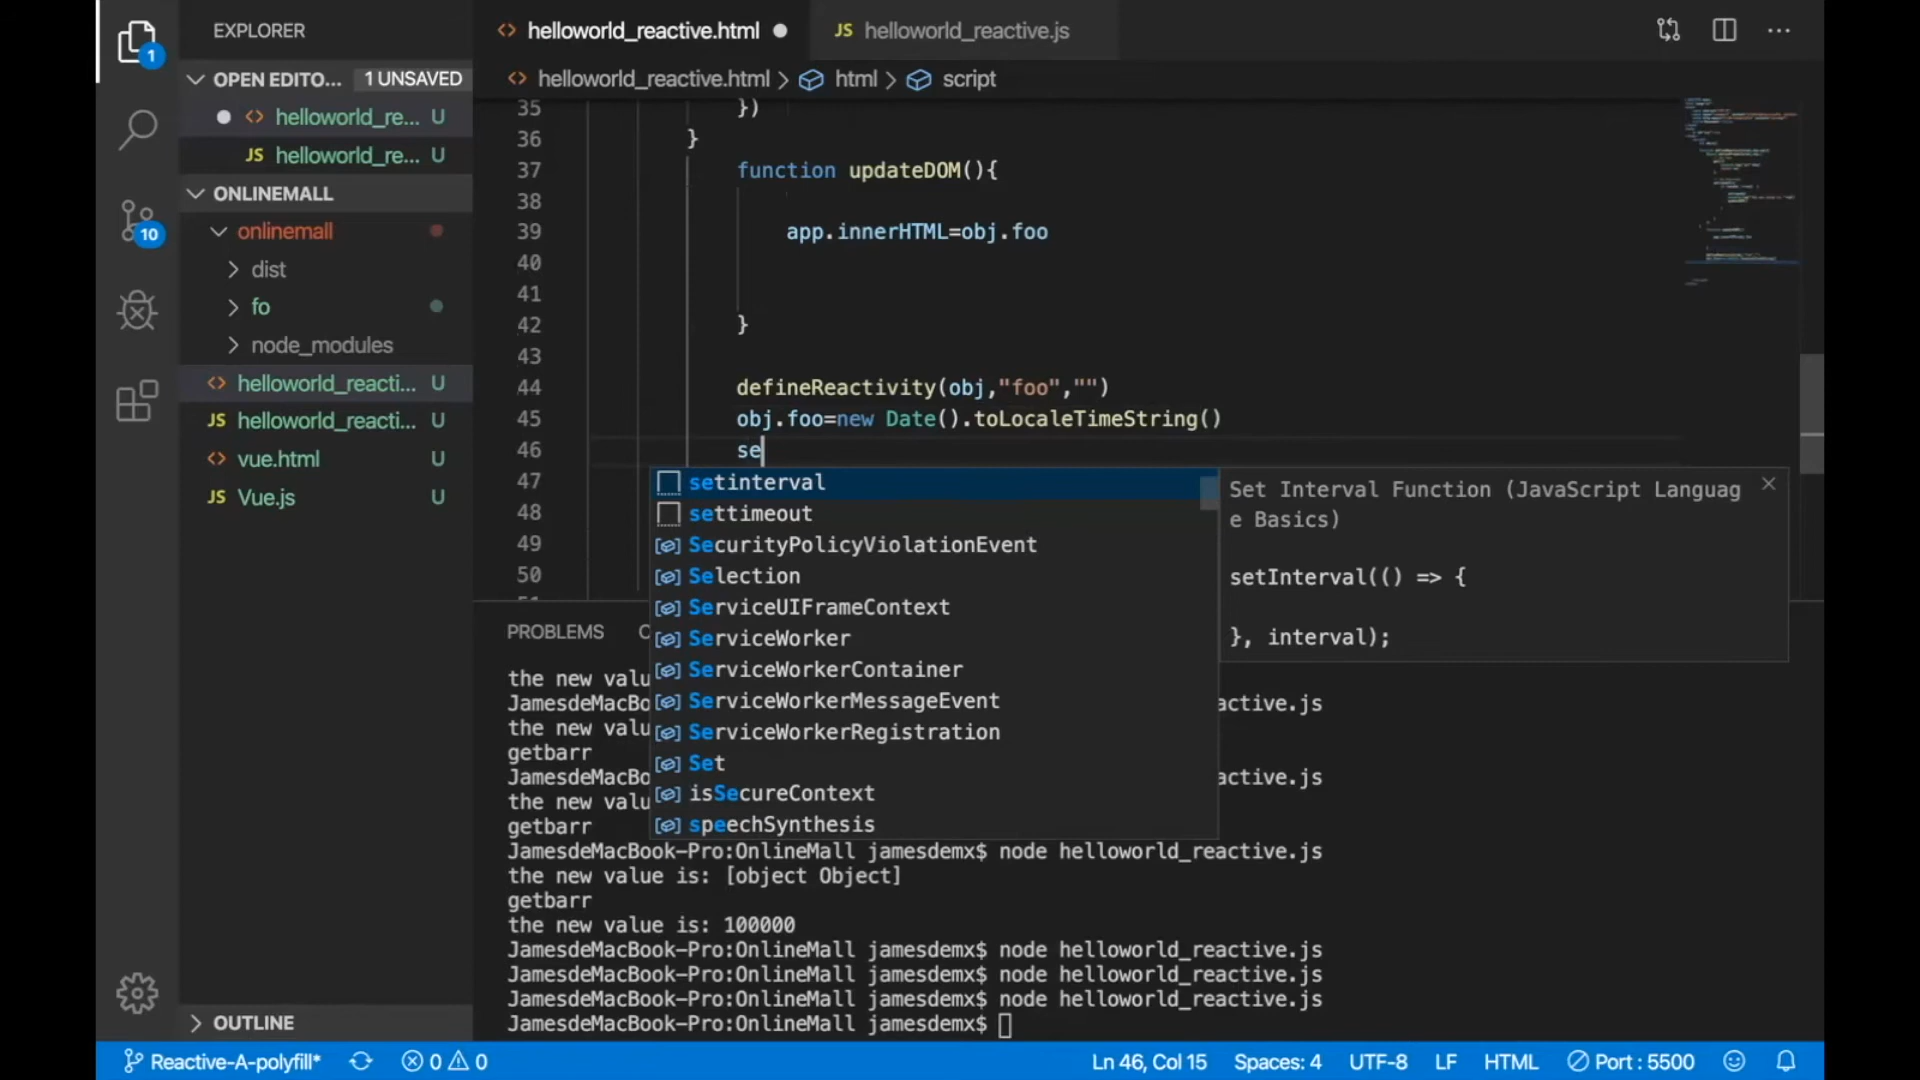 EXPLORER
helloworld_reactive.html
JS helloworld_reactive.js
OPEN EDITO... 1 UNSAVED
helloworld_reactive.html > html > script
helloworld_re... U
JS helloworld_re... U
ONLINEMALL
onlinemall
dist
fo
node_modules
helloworld_reacti... U
JS helloworld_reacti... U
vue.html U
JS Vue.js U
OUTLINE
1
10
35 })
36 }
37 function updateDOM(){
38
39 app.innerHTML=obj.foo
40
41
42 }
43
44 defineReactivity(obj,"foo","")
45 obj.foo=new Date().toLocaleTimeString()
46 se
47
48
49
50
setinterval
settimeout
SecurityPolicyViolationEvent
Selection
ServiceUIFrameContext
ServiceWorker
ServiceWorkerContainer
ServiceWorkerMessageEvent
ServiceWorkerRegistration
Set
isSecureContext
speechSynthesis
Set Interval Function (JavaScript Languag
e Basics)
setInterval(() => {
}, interval);
PROBLEMS
the new valu
JamesdeMacBo active.js
the new valu
getbarr
JamesdeMacBo active.js
the new valu
getbarr
JamesdeMacBook-Pro:OnlineMall jamesdemx$ node helloworld_reactive.js
the new value is: [object Object]
getbarr
the new value is: 100000
JamesdeMacBook-Pro:OnlineMall jamesdemx$ node helloworld_reactive.js
JamesdeMacBook-Pro:OnlineMall jamesdemx$ node helloworld_reactive.js
JamesdeMacBook-Pro:OnlineMall jamesdemx$ node helloworld_reactive.js
JamesdeMacBook-Pro:OnlineMall jamesdemx$
Reactive-A-polyfill* 0 0 Ln 46, Col 15 Spaces: 4 UTF-8 LF HTML Port : 5500